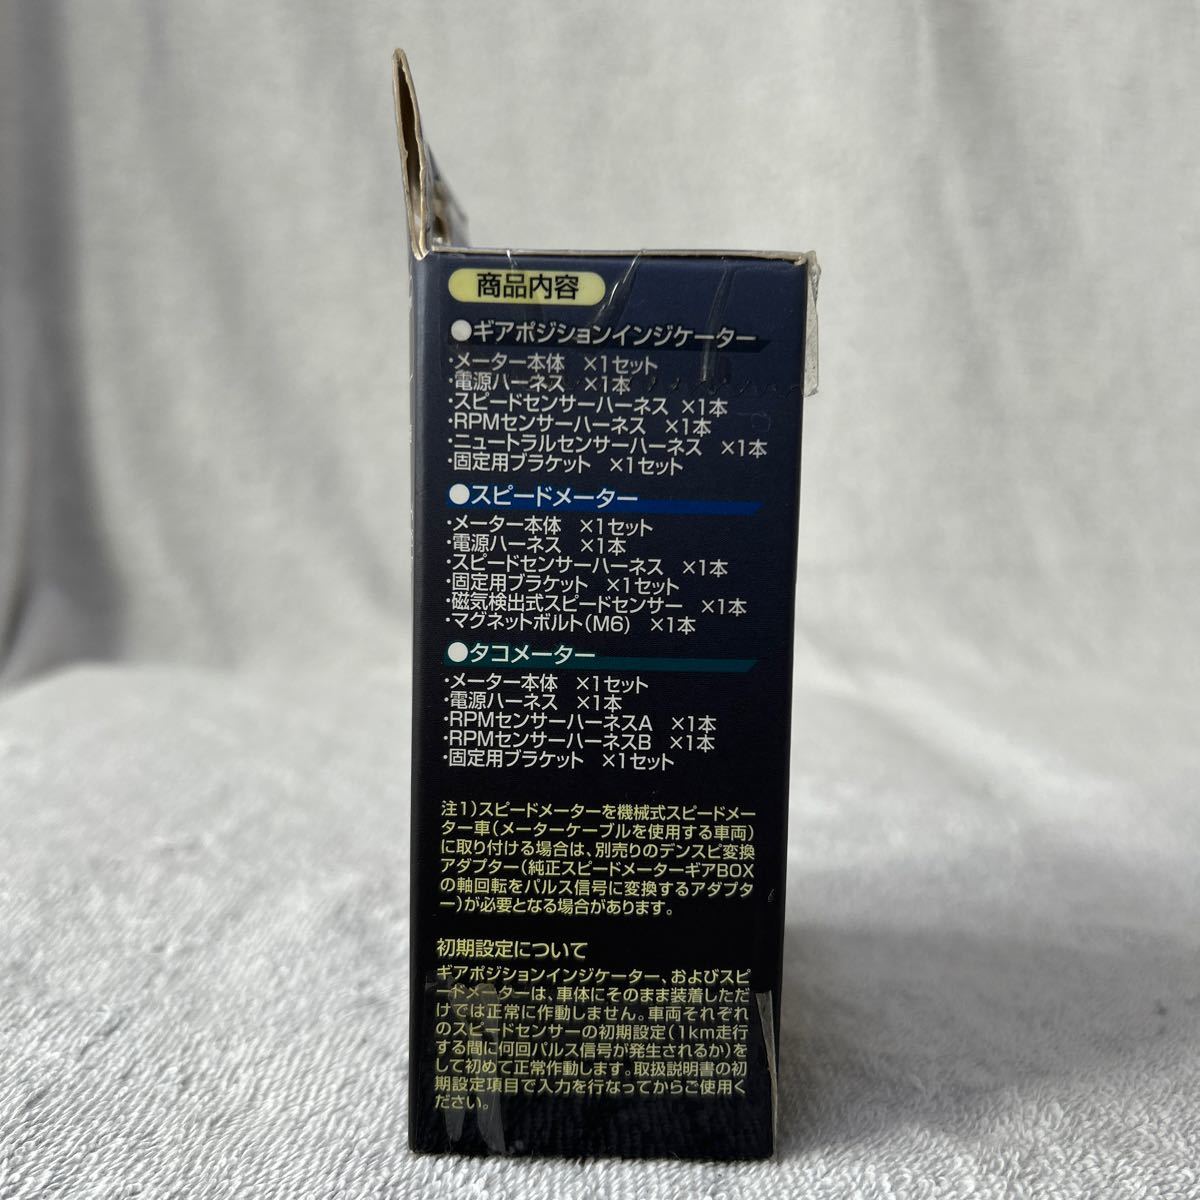 商品内容
●ギアポジションインジケーター
・メーター本体　×1セット
・電源ハーネス　×1本
・スピードセンサーハーネス　×1本
・RPMセンサーハーネス　×1本
・ニュートラルセンサーハーネス　×1本
・固定用ブラケット　×1セット
●スピードメーター
・メーター本体　×1セット
・電源ハーネス　×1本
・スピードセンサーハーネス　×1本
・固定用ブラケット　×1セット
・磁気検出式スピードセンサー　×1本
・マグネットボルト(M6)　×1本
●タコメーター
・メーター本体　×1セット
・電源ハーネス　×1本
・RPMセンサーハーネスA　×1本
・RPMセンサーハーネスB　×1本
・固定用ブラケット　×1セット
注1)スピードメーターを機械式スピードメー
ター車(メーターケーブルを使用する車両)
に取り付ける場合は、別売りのデンスピ変換
アダプター(純正スピードメーターギアBOX
の軸回転をパルス信号に変換するアダプタ
ー)が必要となる場合があります。
初期設定について
ギアポジションインジケーター、およびスピ
ードメーターは、車体にそのまま装着しただ
けでは正常に作動しません。車両それぞれ
のスピードセンサーの初期設定(1km走行
する間に何回パルス信号が発生されるか)を
して初めて正常作動します。取扱説明書の初
期設定項目で入力を行なってからご使用く
ださい。